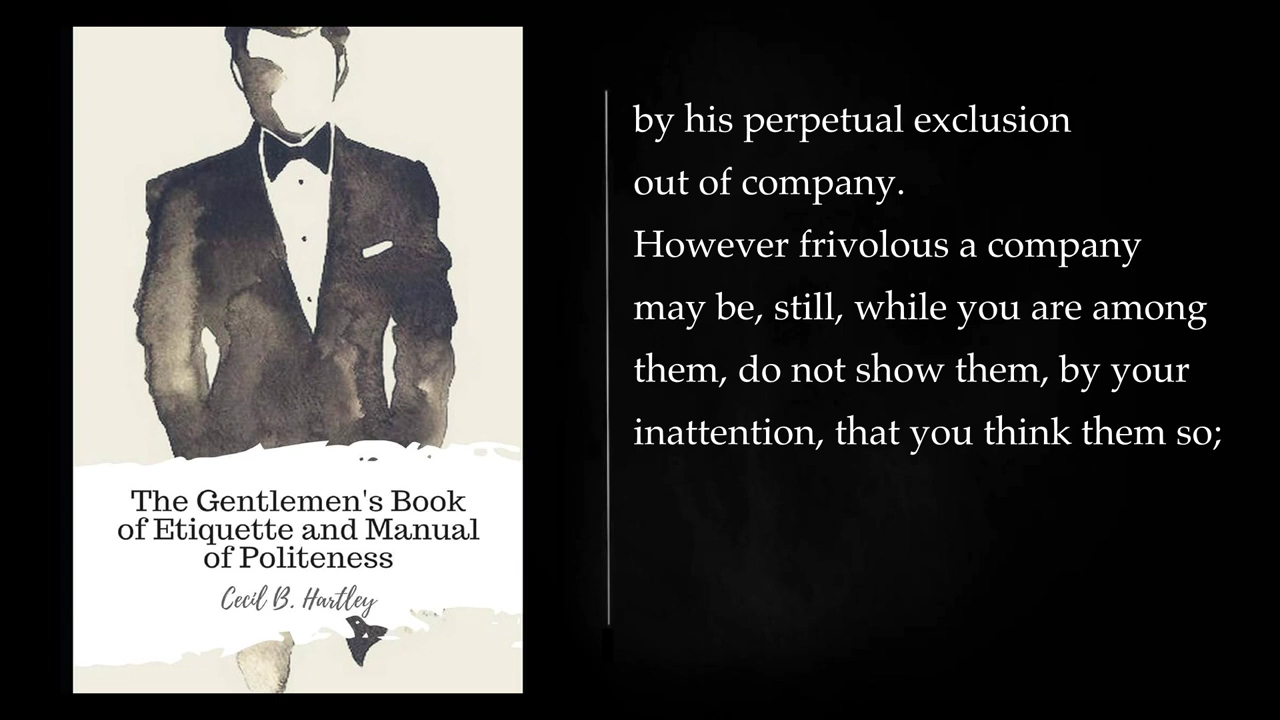 The Gentlemen's Book
of Etiquette and Manual
of Politeness
Cecil B. Hartley
by his perpetual exclusion
out of company.
However frivolous a company
may be, still, while you are among
them, do not show them, by your
inattention, that you think them so;